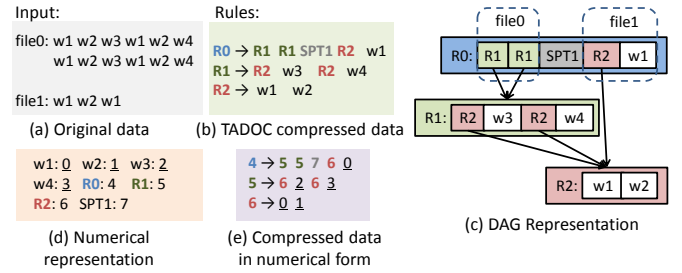 Input:
file0: w1 w2 w3 w1 w2 w4
w1 w2 w3 w1 w2 w4
file1: w1 w2 w1
(a) Original data
Rules:
R0 → R1 R1 SPT1 R2 w1
R1 → R2 w3 R2 w4
R2 → w1 w2
(b) TADOC compressed data
file0 file1
R0: R1 R1 SPT1 R2 w1
R1: R2 w3 R2 w4
R2: w1 w2
(c) DAG Representation
w1: 0 w2: 1 w3: 2
w4: 3 R0: 4 R1: 5
R2: 6 SPT1: 7
(d) Numerical
representation
4 → 5 5 7 6 0
5 → 6 2 6 3
6 → 0 1
(e) Compressed data
in numerical form